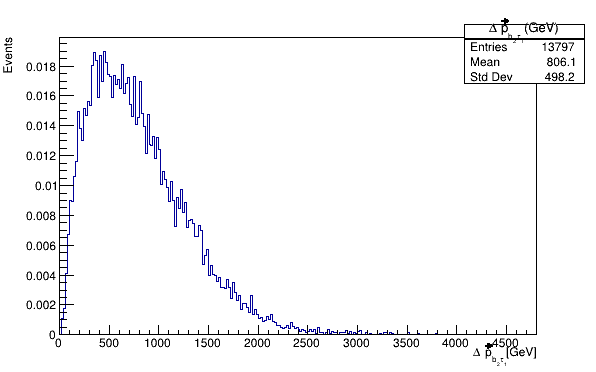 Δ p⃗ b₂τ₁ (GeV)
Entries 13797
Mean 806.1
Std Dev 498.2
Events
0.018
0.016
0.014
0.012
0.01
0.008
0.006
0.004
0.002
0
0 500 1000 1500 2000 2500 3000 3500 4000 4500
Δ p⃗ b₂τ₁ [GeV]